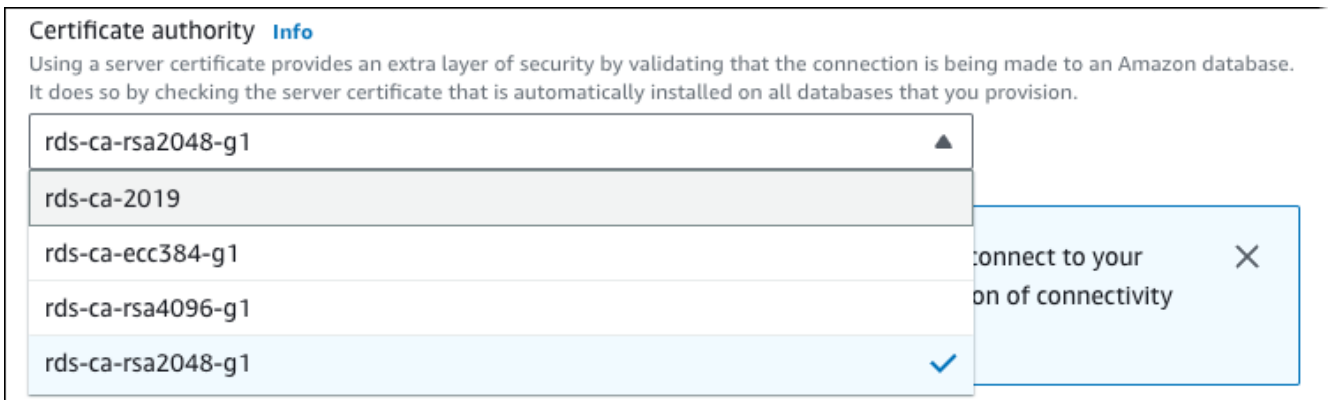 Certificate authority Info
Using a server certificate provides an extra layer of security by validating that the connection is being made to an Amazon database.
It does so by checking the server certificate that is automatically installed on all databases that you provision.
rds-ca-rsa2048-g1
rds-ca-2019
rds-ca-ecc384-g1
connect to your
on of connectivity
rds-ca-rsa4096-g1
rds-ca-rsa2048-g1